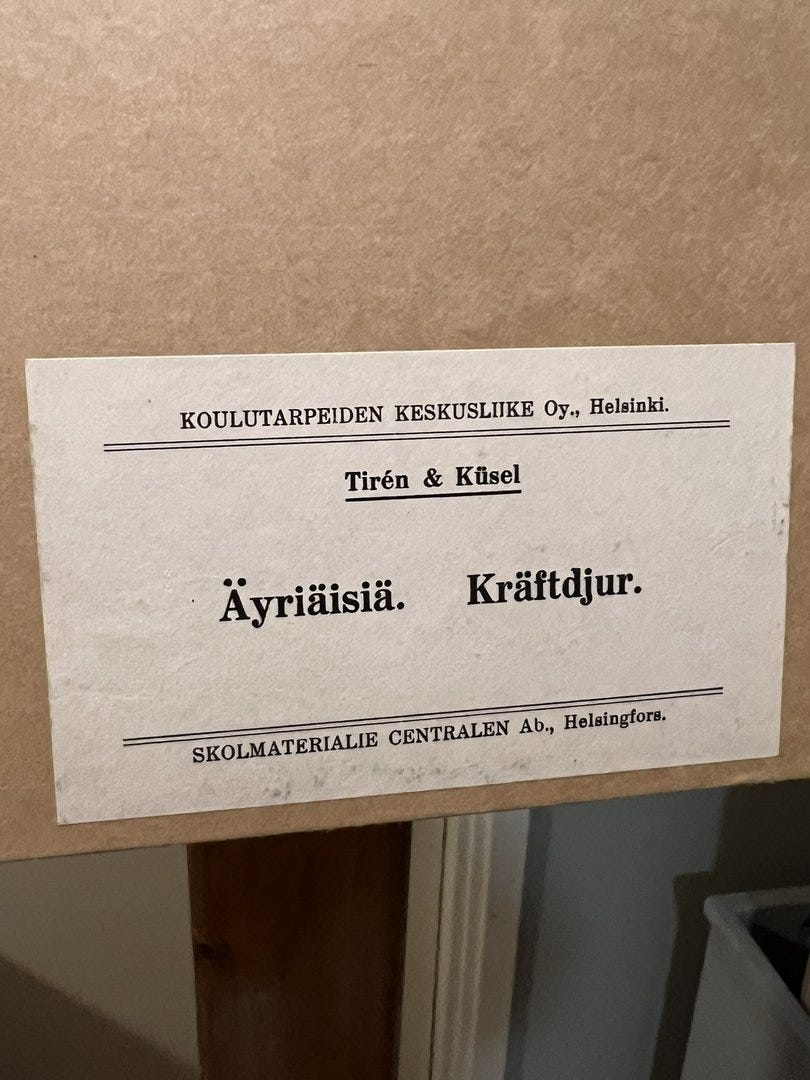 KOULUTARPEIDEN KESKUSLIIKE Oy., Helsinki.
Tirén & Küsel
Äyriäisiä. Kräftdjur.
SKOLMATERIALIE CENTRALEN Ab., Helsingfors.